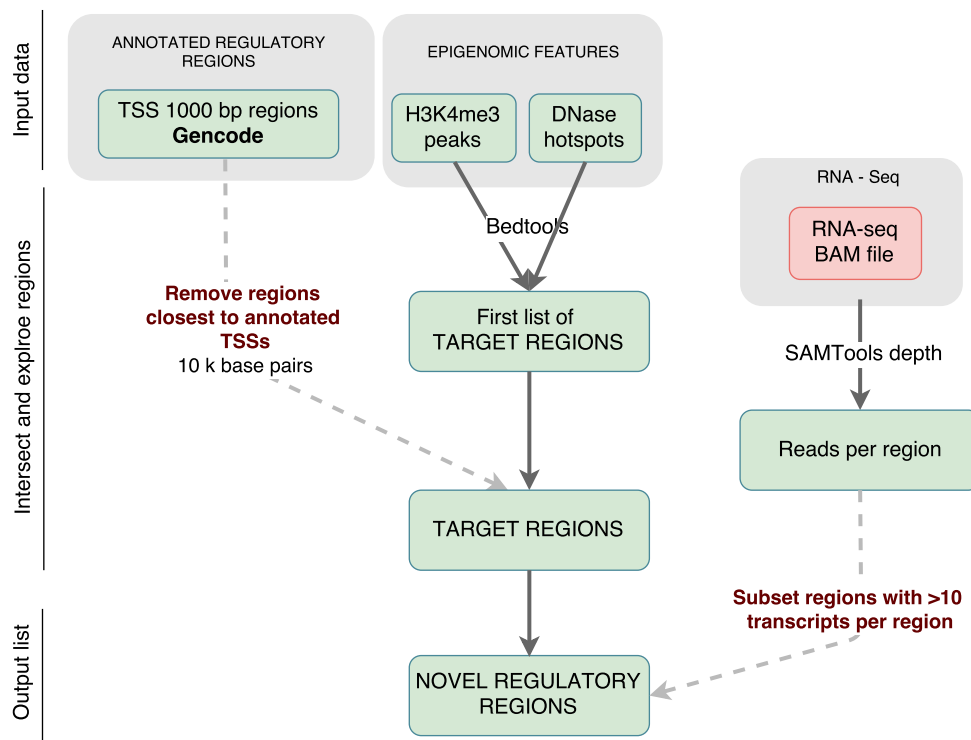 Input data
ANNOTATED REGULATORY
REGIONS
TSS 1000 bp regions
Gencode
EPIGENOMIC FEATURES
H3K4me3
peaks
DNase
hotspots
RNA - Seq
RNA-seq
BAM file
Intersect and explroe regions
Bedtools
Remove regions
closest to annotated
TSSs
10 k base pairs
First list of
TARGET REGIONS
SAMTools depth
Reads per region
TARGET REGIONS
Subset regions with >10
transcripts per region
Output list
NOVEL REGULATORY
REGIONS